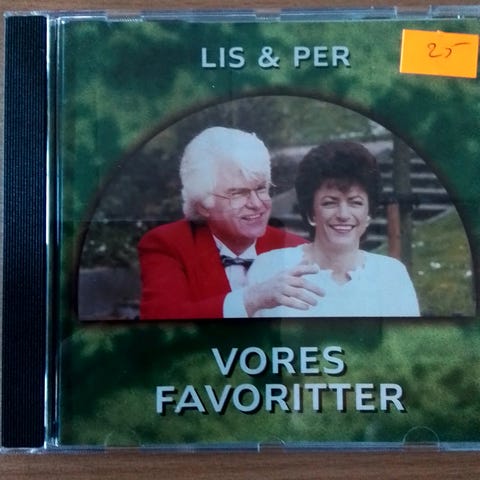 LIS & PER
25-
VORES
FAVORITTER